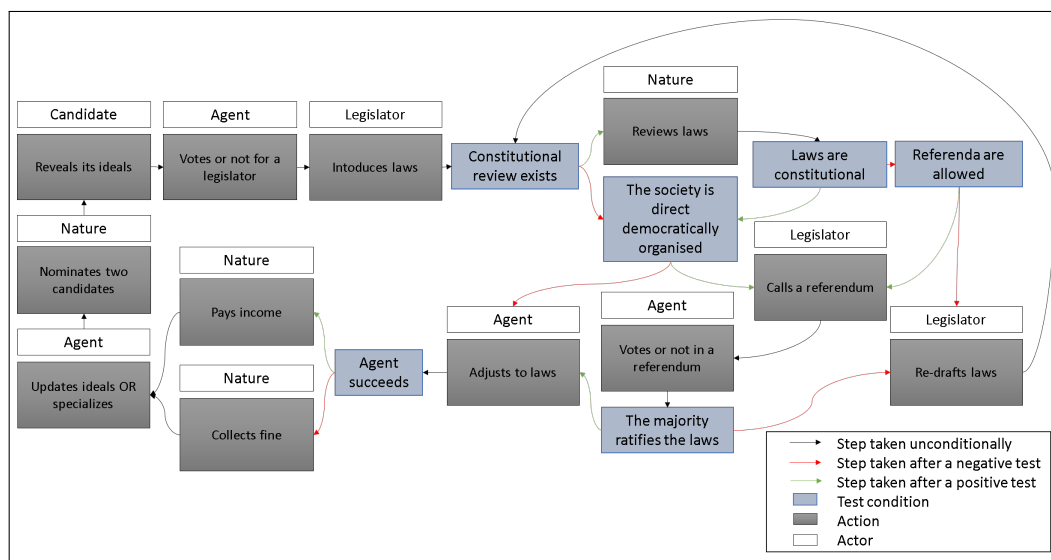 Candidate
Reveals its ideals
Agent
Votes or not for a
legislator
Legislator
Intoduces laws
Constitutional
review exists
Nature
Reviews laws
Laws are
constitutional
Referenda are
allowed
The society is
direct
democratically
organised
Nature
Nominates two
candidates
Agent
Updates ideals OR
specializes
Nature
Pays income
Nature
Collects fine
Agent
succeeds
Agent
Adjusts to laws
Agent
Votes or not in a
referendum
The majority
ratifies the laws
Legislator
Calls a referendum
Legislator
Re-drafts laws
Step taken unconditionally
Step taken after a negative test
Step taken after a positive test
Test condition
Action
Actor